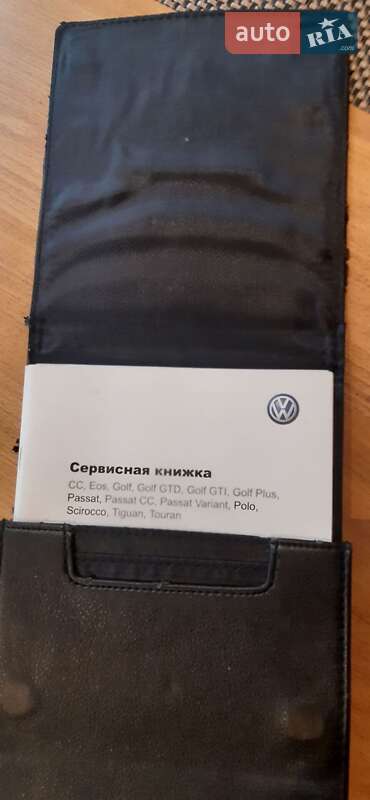 auto
RIA
.com
Сервисная книжка
CC, Eos, Golf, Golf GTD, Golf GTI, Golf Plus,
Passat, Passat CC, Passat Variant, Polo,
Scirocco, Tiguan, Touran